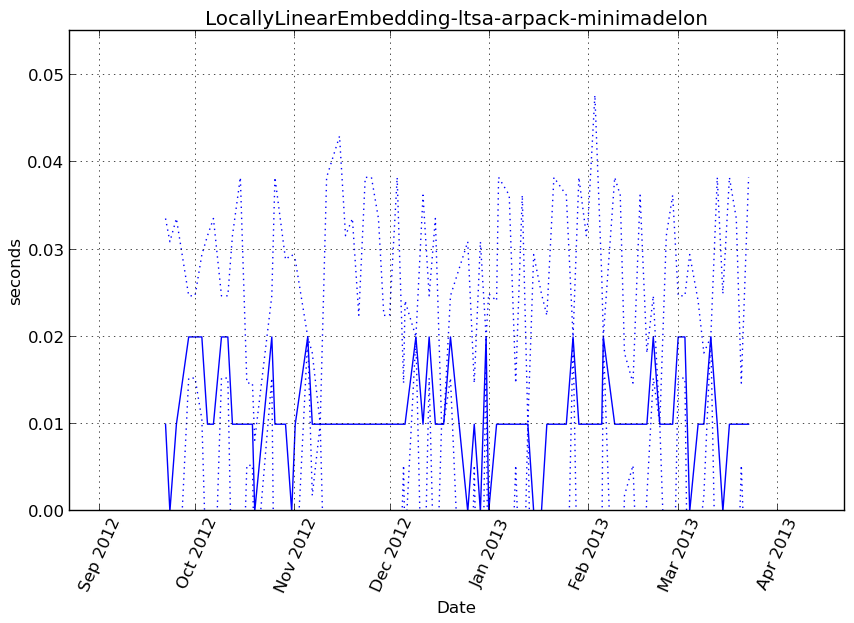 LocallyLinearEmbedding-ltsa-arpack-minimadelon
0.05
0.04
0.03
0.02
0.01
0.00
seconds
Sep 2012
Oct 2012
Nov 2012
Dec 2012
Jan 2013
Feb 2013
Mar 2013
Apr 2013
Date